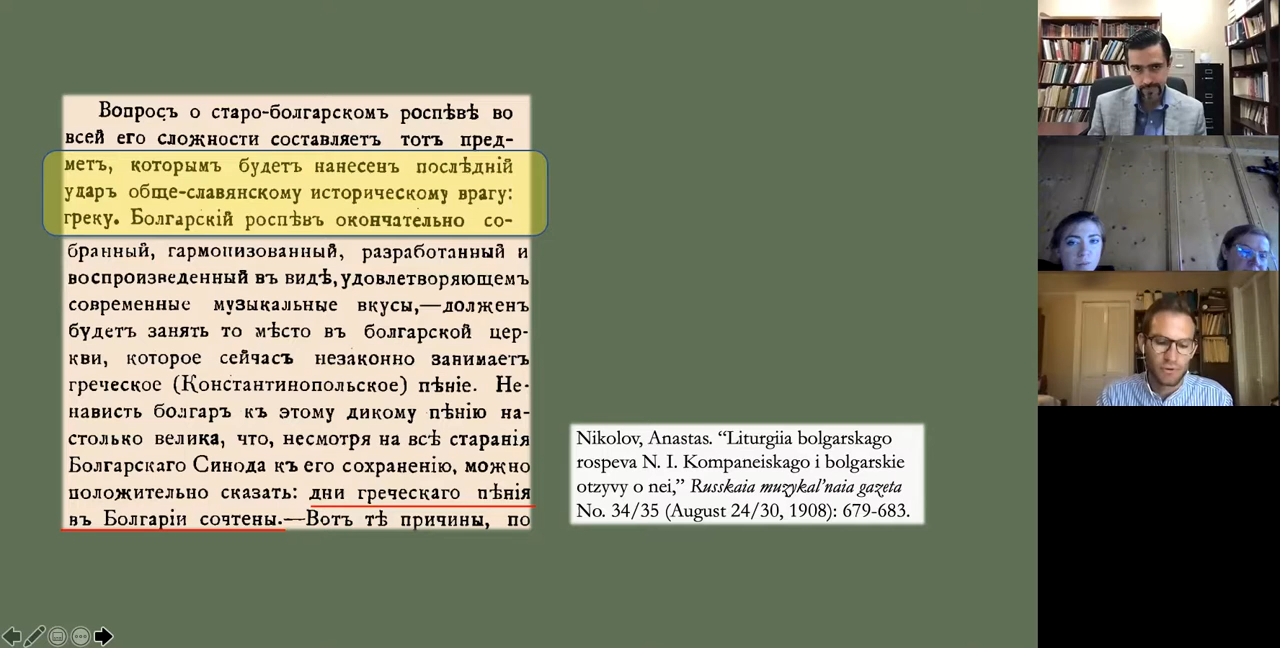 Вопросъ о старо-болгарскомъ роспѣвѣ во
всей его сложности составляетъ тотъ пред-
метъ, которымъ будетъ нанесенъ послѣдній
ударъ обще-славянскому историческому врагу:
греку. Болгарскій роспѣвъ окончательно со-
бранный, гармонизованный, разработанный и
воспроизведенный въ видѣ, удовлетворяющемъ
современные музыкальные вкусы,—долженъ
будетъ занять то мѣсто въ болгарской цер-
кви, которое сейчасъ незаконно занимаетъ
греческое (Константинопольское) пѣніе. Не-
нависть болгаръ къ этому дикому пѣнію на-
столько велика, что, несмотря на всѣ старанія
Болгарскаго Синода къ его сохраненію, можно
положительно сказать: дни греческаго пѣнія
въ Болгаріи сочтены.—Вотъ тѣ причины, по
Nikolov, Anastas. “Liturgiia bolgarskago
rospeva N. I. Kompaneiskago i bolgarskie
otzyvy o nei,” Russkaia muzykal’naia gazeta
No. 34/35 (August 24/30, 1908): 679-683.